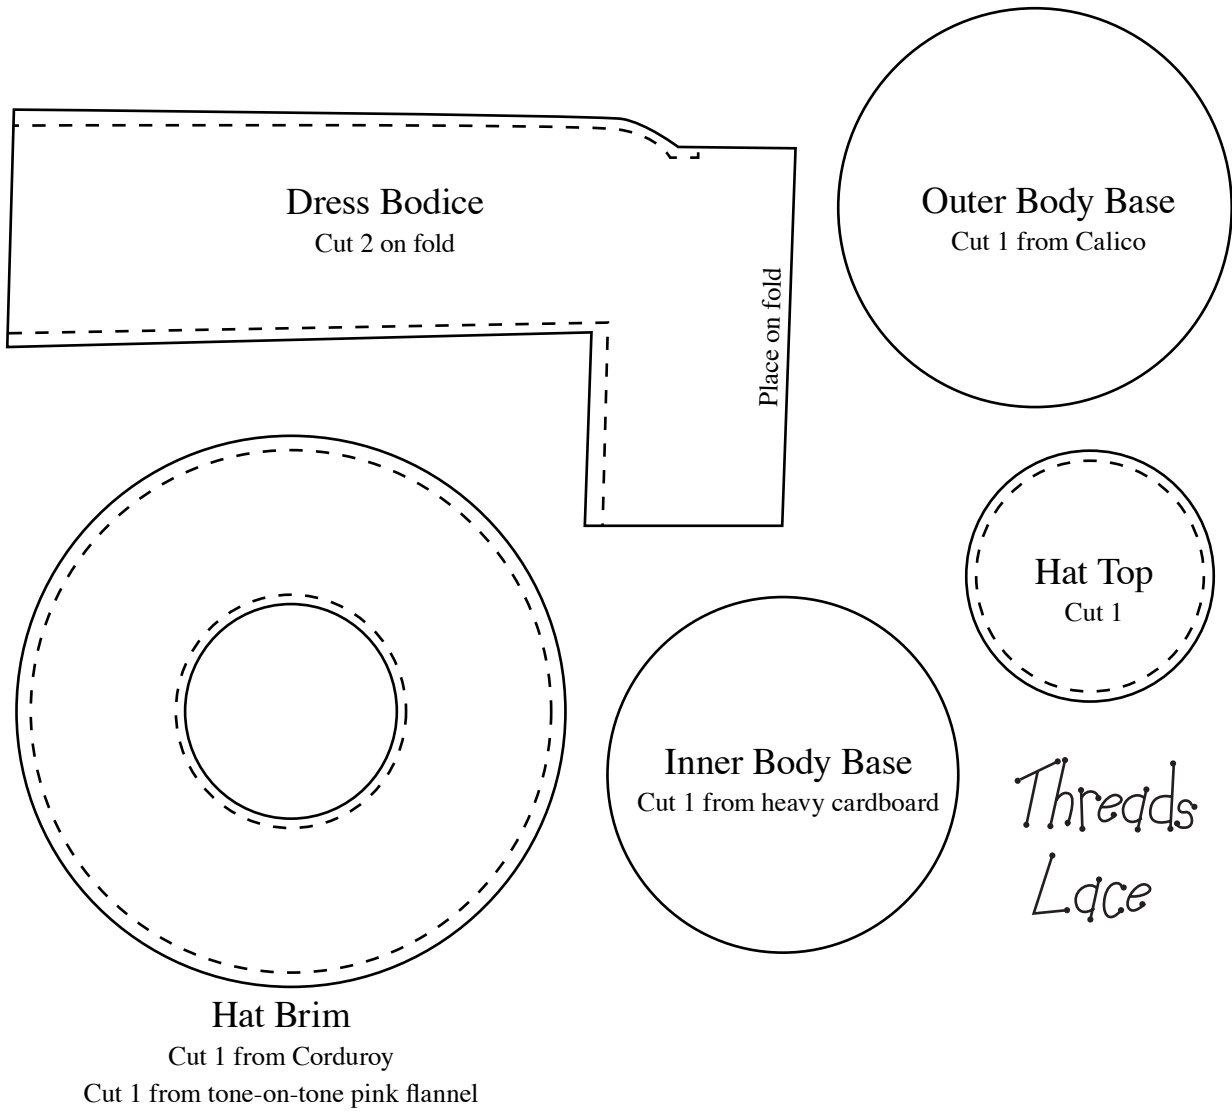 Dress Bodice
Cut 2 on fold
Place on fold
Outer Body Base
Cut 1 from Calico
Hat Top
Cut 1
Inner Body Base
Cut 1 from heavy cardboard
Threads
Lace
Hat Brim
Cut 1 from Corduroy
Cut 1 from tone-on-tone pink flannel